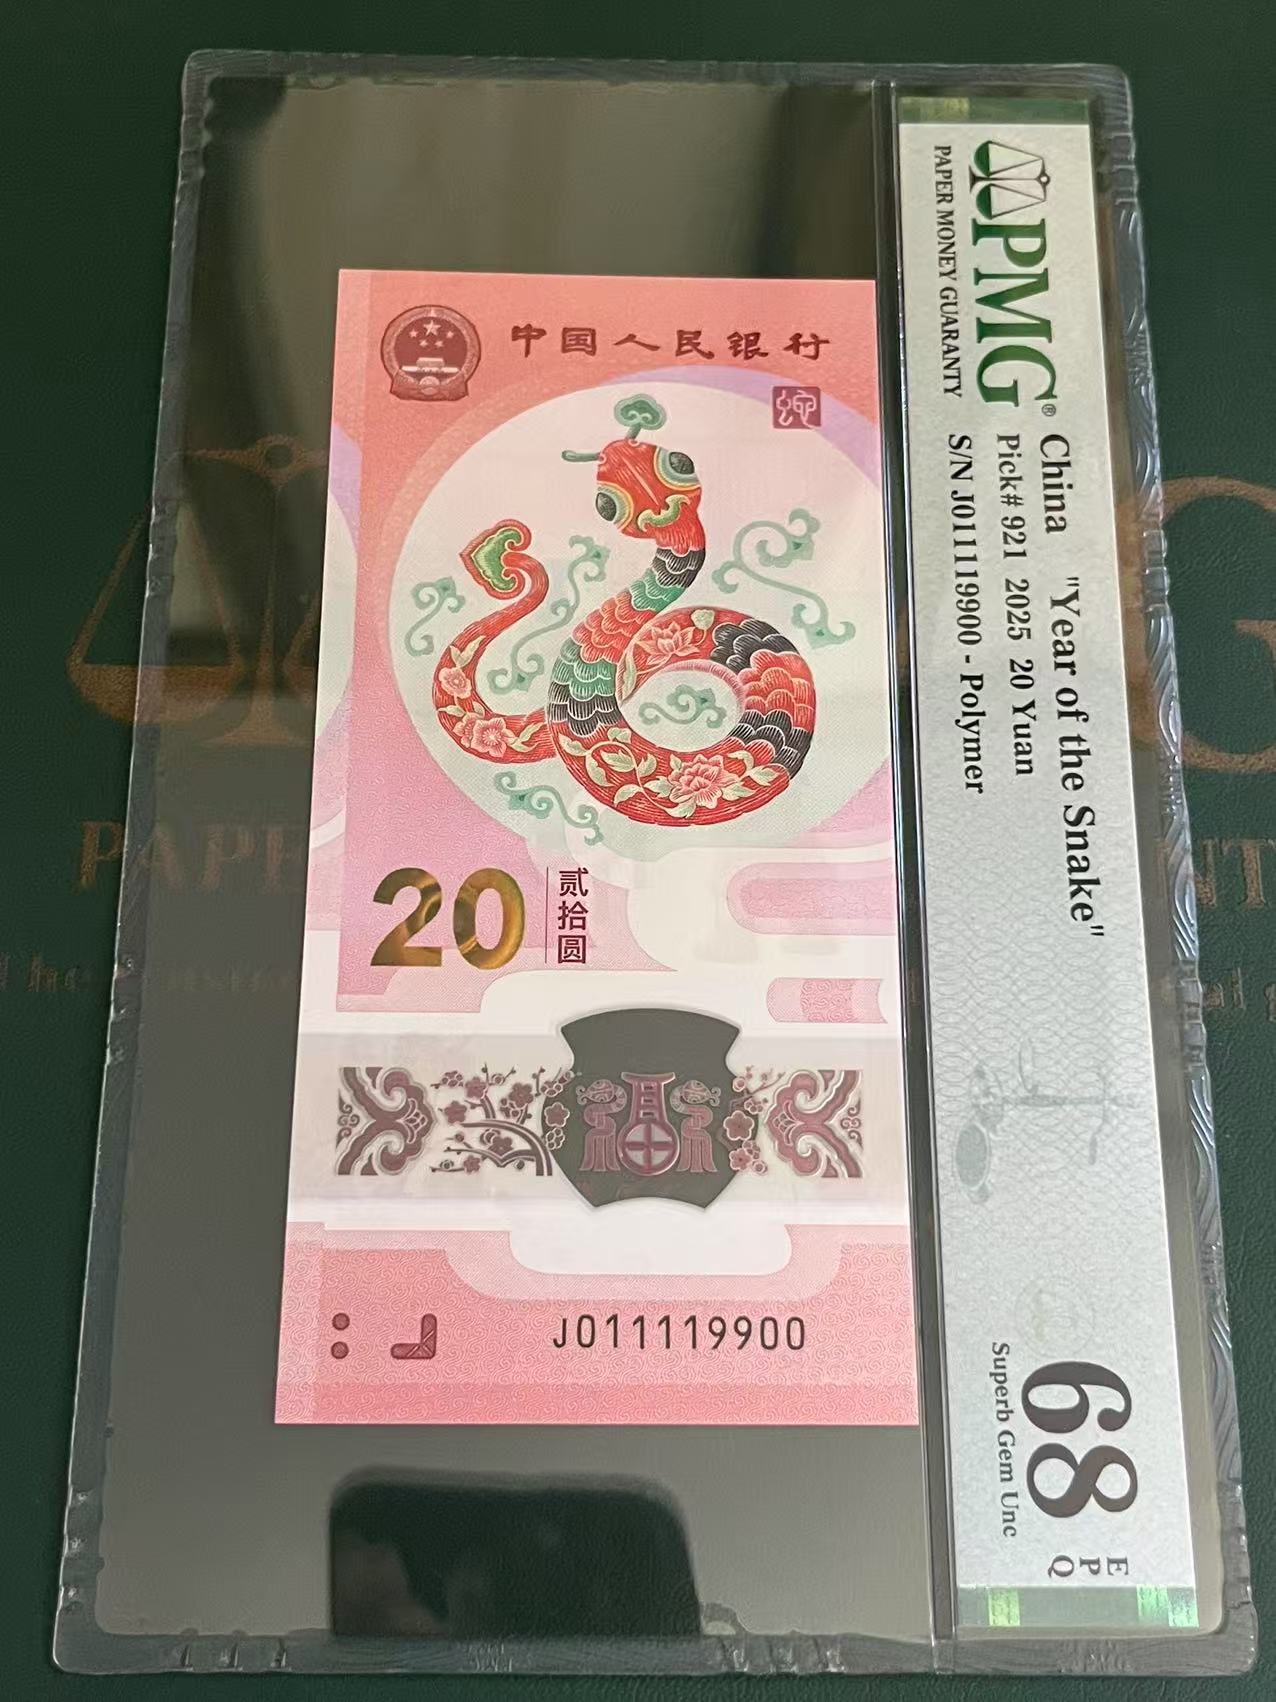 中国人民银行
蛇
20
贰拾圆
J011119900
PMG®
PAPER MONEY GUARANTY
China "Year of the Snake"
Pick# 921 2025 20 Yuan
S/N J011119900 - Polymer
68 EPQ
Superb Gem Unc